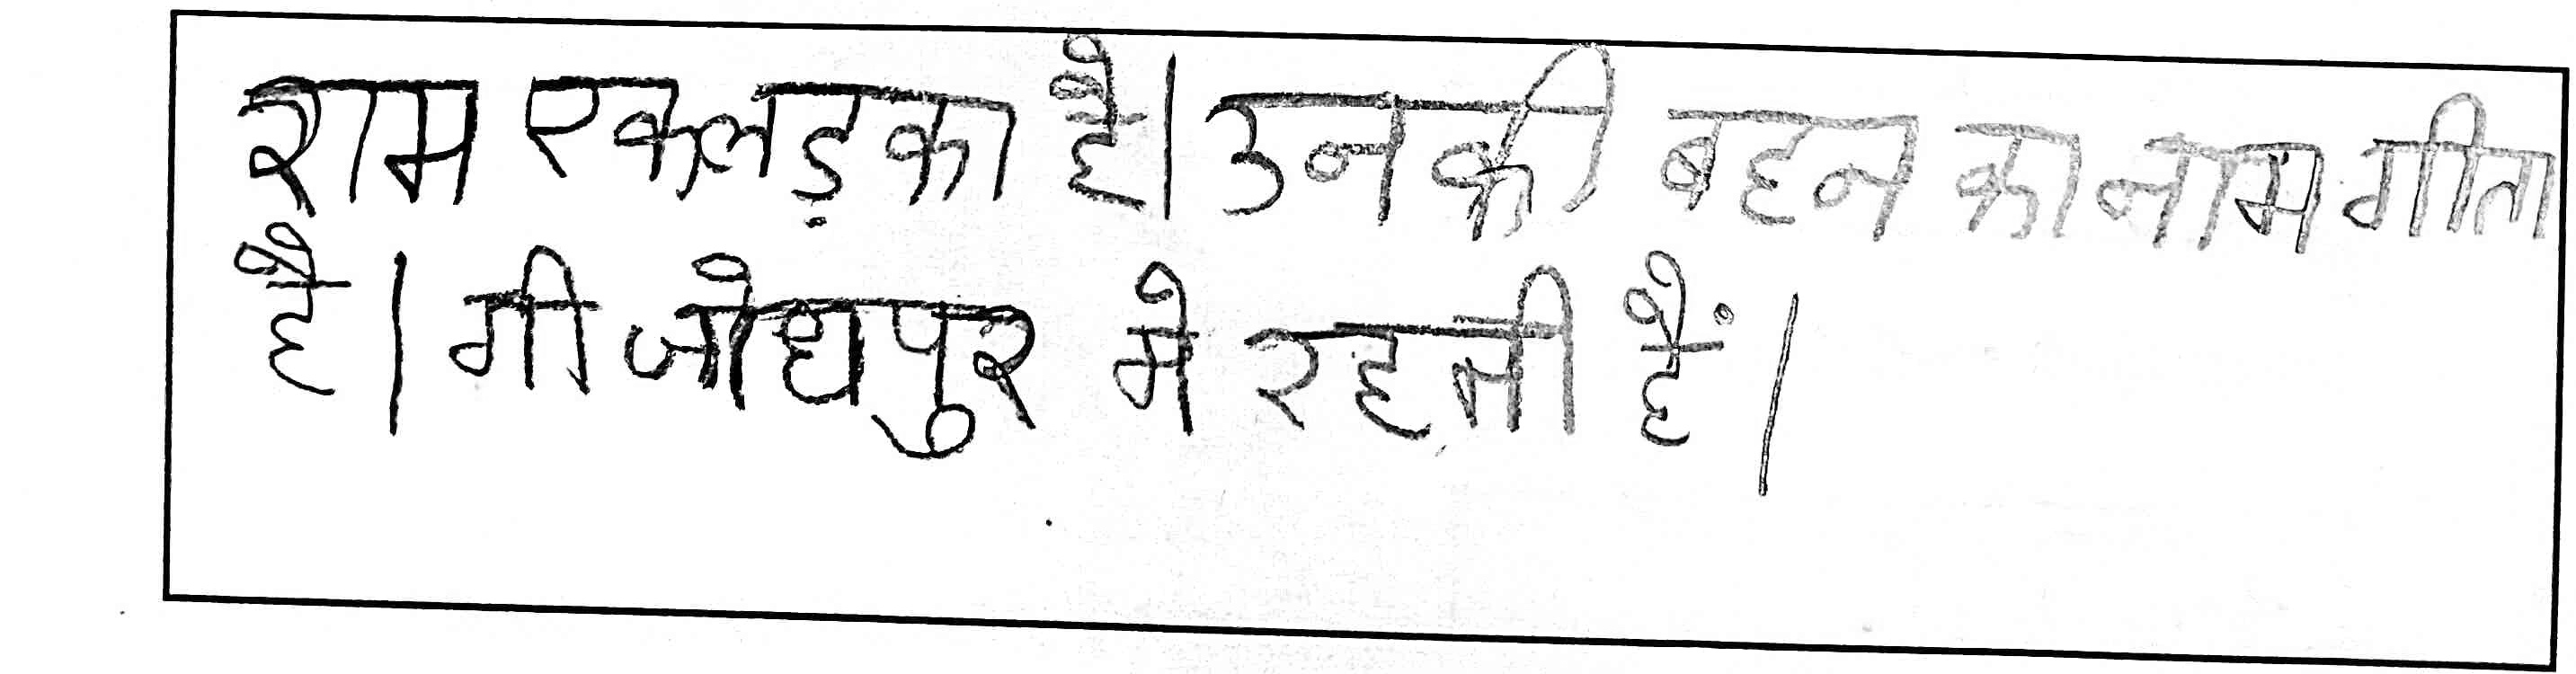 राम एक लड़का है। उनकी बहन का नाम गीता
है। गी जोधपुर मे रहती हैं।